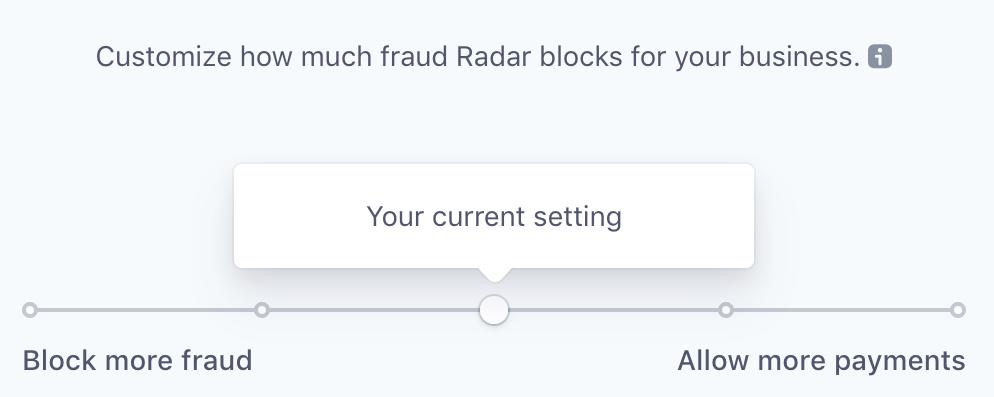 Customize how much fraud Radar blocks for your business.
Your current setting
Block more fraud
Allow more payments